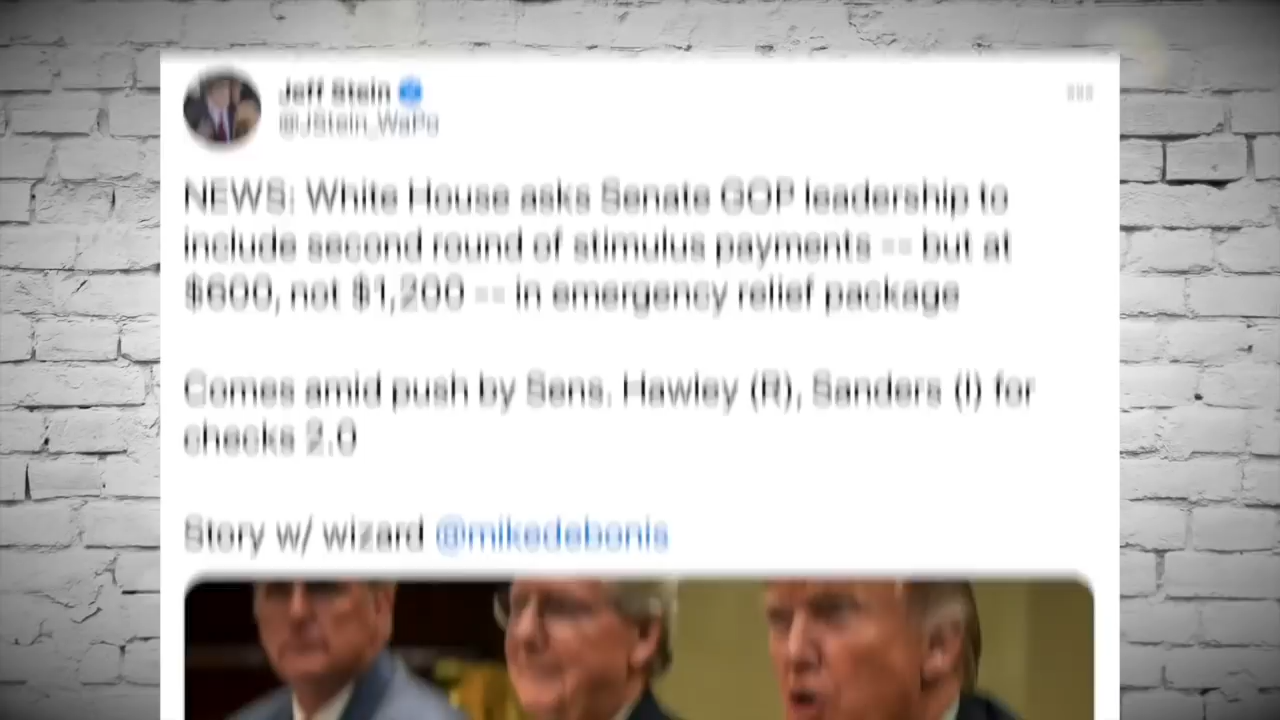 Jeff Stein
@JStein_WaPo
NEWS: White House asks Senate GOP leadership to
include second round of stimulus payments -- but at
$600, not $1,200 -- in emergency relief package
Comes amid push by Sens. Hawley (R), Sanders (I) for
checks 2.0
Story w/ wizard @mikedebonis